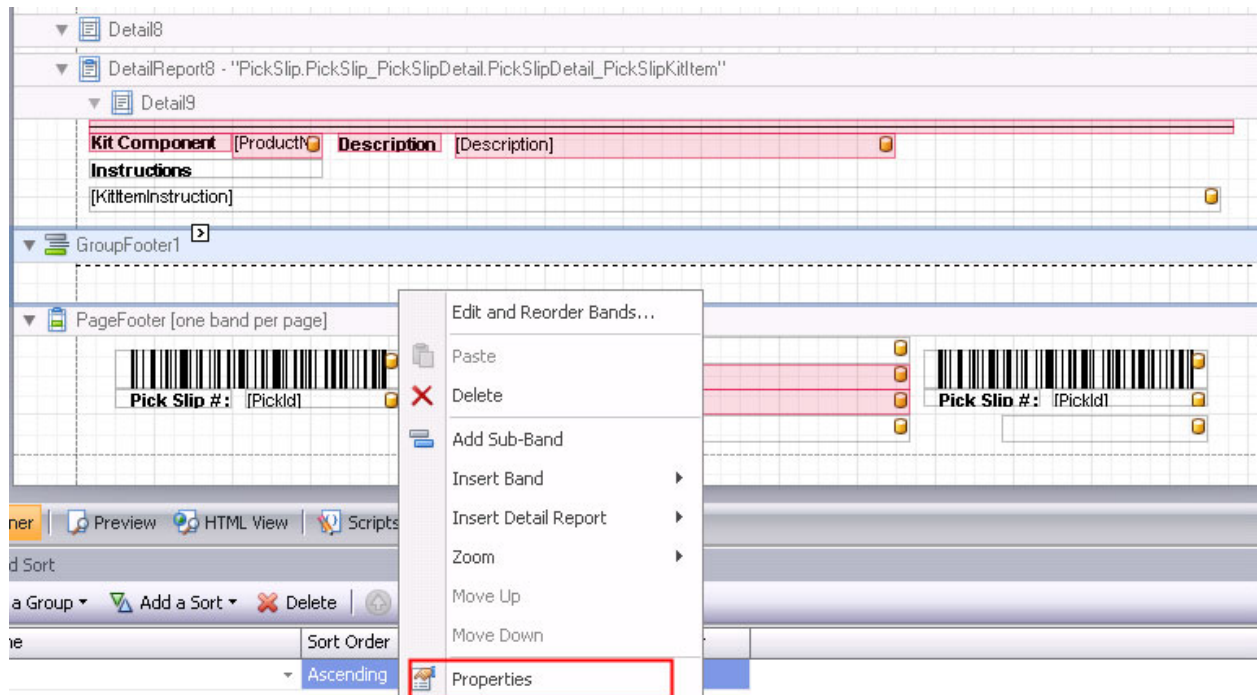 Detail8
DetailReport8 - "PickSlip.PickSlip_PickSlipDetail.PickSlipDetail_PickSlipKitItem"
Detail9
Kit Component [ProductN Description [Description]
Instructions
[KitItemInstruction]
GroupFooter1
PageFooter [one band per page]
Pick Slip #: [PickId]
Pick Slip #: [PickId]
Edit and Reorder Bands...
Paste
Delete
Add Sub-Band
Insert Band
Insert Detail Report
Zoom
Move Up
Move Down
Properties
ner Preview HTML View Scripts
d Sort
a Group Add a Sort Delete
ne Sort Order
Ascending